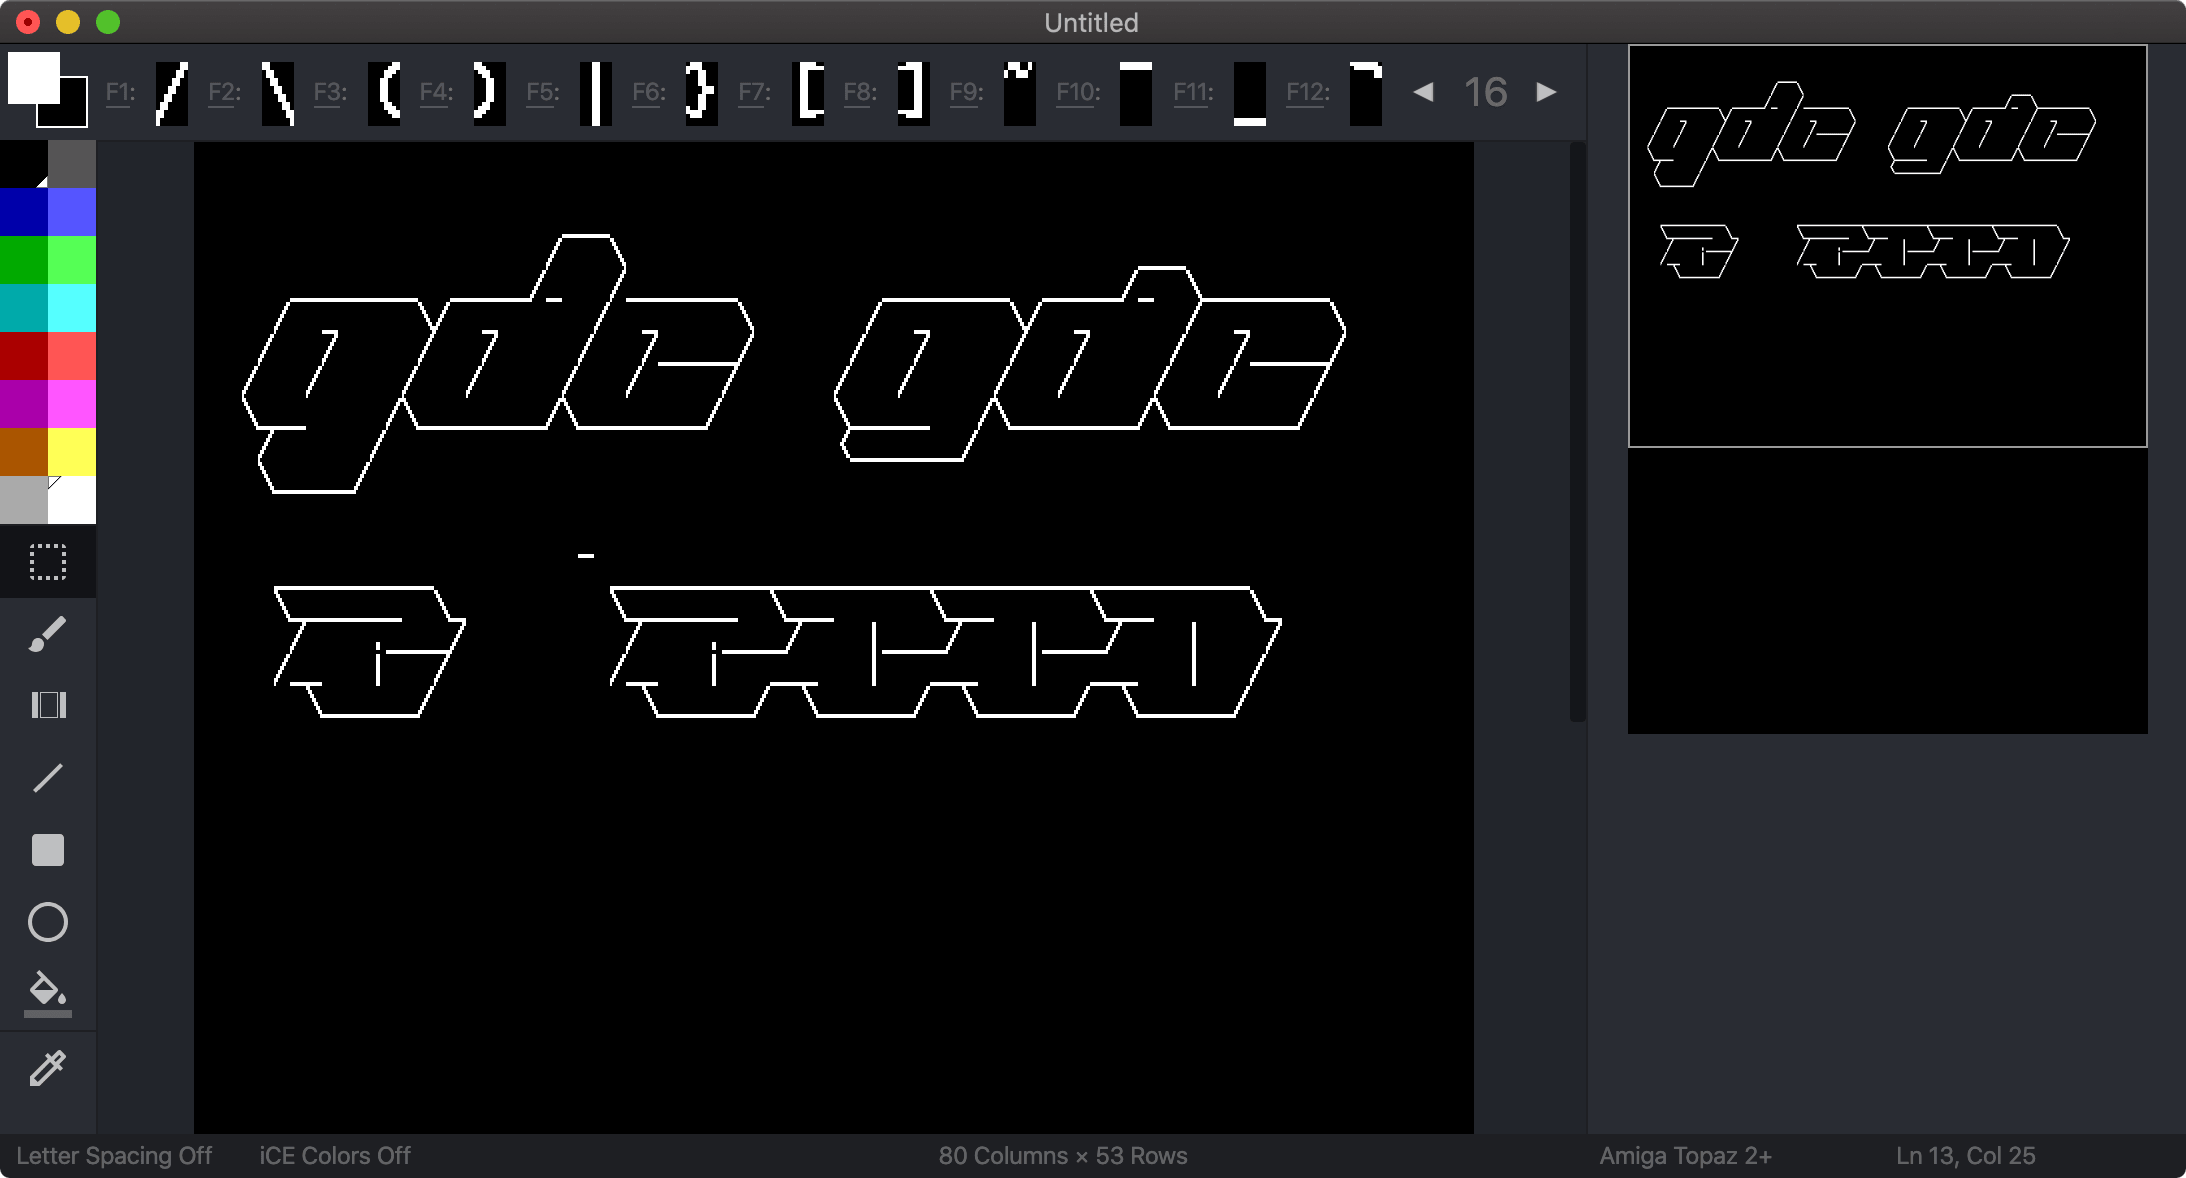 Untitled
F1: / F2: \ F3: ( F4: ) F5: | F6: } F7: [ F8: ] F9: F10: ¯ F11: _ F12: ◀ 16 ▶
gdc gdc
Letter Spacing Off iCE Colors Off 80 Columns × 53 Rows Amiga Topaz 2+ Ln 13, Col 25